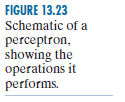 FIGURE 13.23
Schematic of a
perceptron,
showing the
operations it
performs.